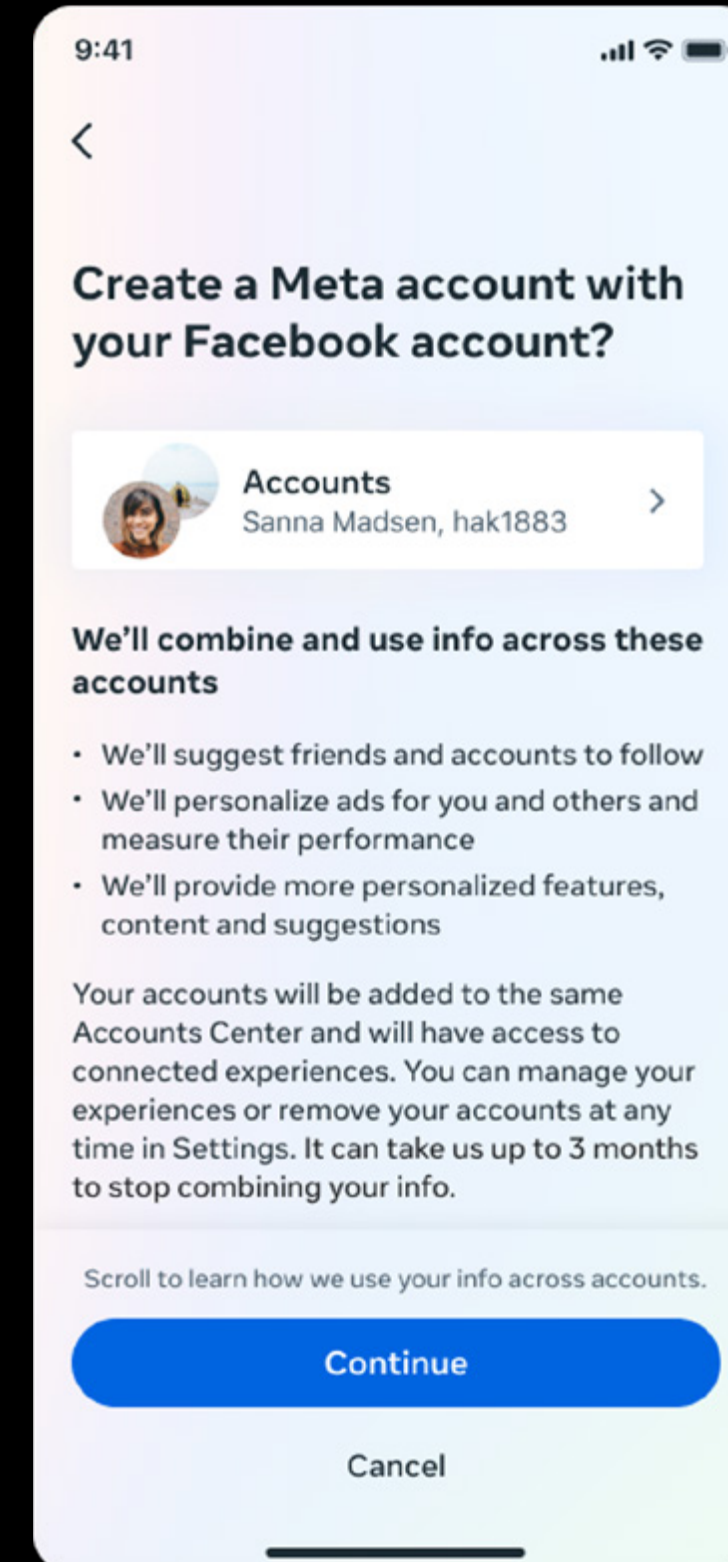 9:41
Create a Meta account with
your Facebook account?
Accounts
Sanna Madsen, hak1883
We’ll combine and use info across these
accounts
• We’ll suggest friends and accounts to follow
• We’ll personalize ads for you and others and
measure their performance
• We’ll provide more personalized features,
content and suggestions
Your accounts will be added to the same
Accounts Center and will have access to
connected experiences. You can manage your
experiences or remove your accounts at any
time in Settings. It can take us up to 3 months
to stop combining your info.
Scroll to learn how we use your info across accounts.
Continue
Cancel